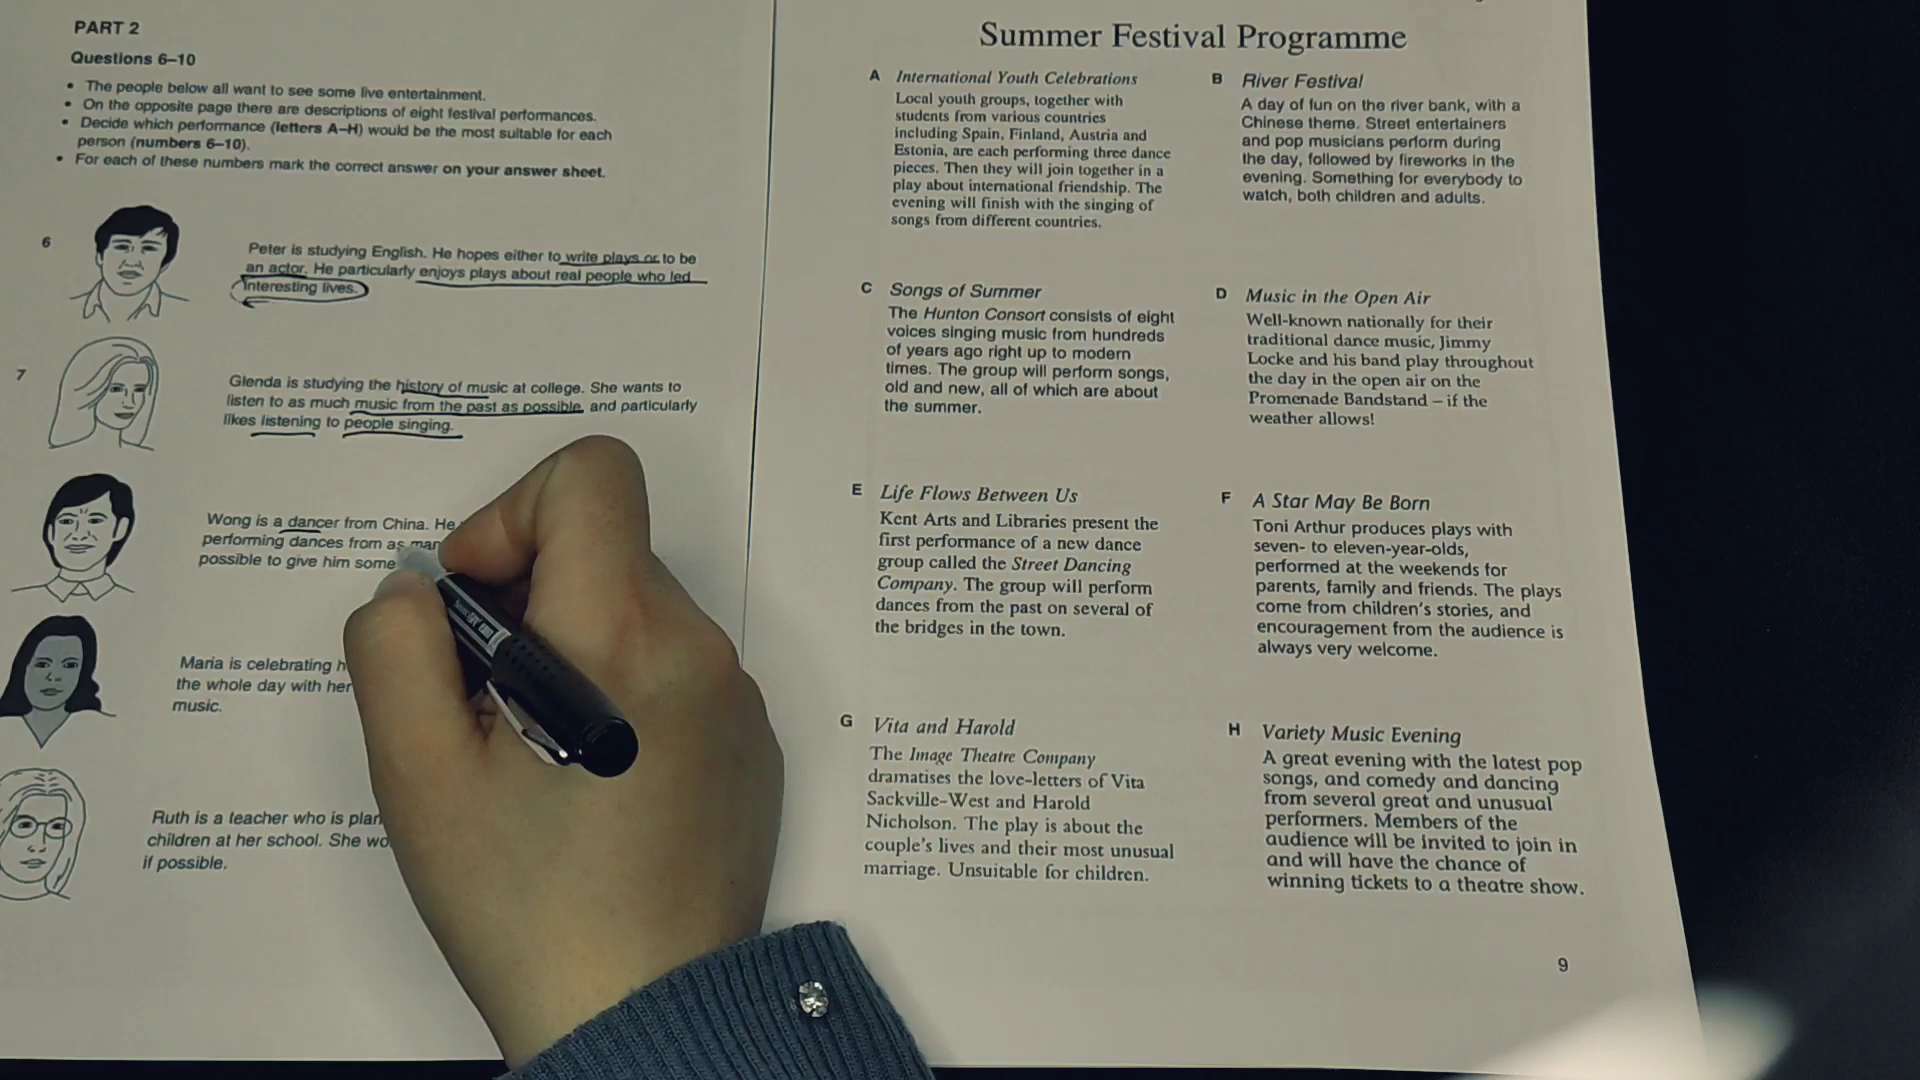 PART 2
Questions 6–10
• The people below all want to see some live entertainment.
• On the opposite page there are descriptions of eight festival performances.
• Decide which performance (letters A–H) would be the most suitable for each
person (numbers 6–10).
• For each of these numbers mark the correct answer on your answer sheet.
6
Peter is studying English. He hopes either to write plays or to be
an actor. He particularly enjoys plays about real people who led
interesting lives.
7
Glenda is studying the history of music at college. She wants to
listen to as much music from the past as possible, and particularly
likes listening to people singing.
Wong is a dancer from China. He
performing dances from as
possible to give him some
Maria is celebrating
the whole day with her
music.
Ruth is a teacher who is
children at her school. She
if possible.
Summer Festival Programme
A International Youth Celebrations
Local youth groups, together with
students from various countries
including Spain, Finland, Austria and
Estonia, are each performing three dance
pieces. Then they will join together in a
play about international friendship. The
evening will finish with the singing of
songs from different countries.
B River Festival
A day of fun on the river bank, with a
Chinese theme. Street entertainers
and pop musicians perform during
the day, followed by fireworks in the
evening. Something for everybody to
watch, both children and adults.
C Songs of Summer
The Hunton Consort consists of eight
voices singing music from hundreds
of years ago right up to modern
times. The group will perform songs,
old and new, all of which are about
the summer.
D Music in the Open Air
Well-known nationally for their
traditional dance music, Jimmy
Locke and his band play throughout
the day in the open air on the
Promenade Bandstand – if the
weather allows!
E Life Flows Between Us
Kent Arts and Libraries present the
first performance of a new dance
group called the Street Dancing
Company. The group will perform
dances from the past on several of
the bridges in the town.
F A Star May Be Born
Toni Arthur produces plays with
seven- to eleven-year-olds,
performed at the weekends for
parents, family and friends. The plays
come from children's stories, and
encouragement from the audience is
always very welcome.
G Vita and Harold
The Image Theatre Company
dramatises the love-letters of Vita
Sackville-West and Harold
Nicholson. The play is about the
couple's lives and their most unusual
marriage. Unsuitable for children.
H Variety Music Evening
A great evening with the latest pop
songs, and comedy and dancing
from several great and unusual
performers. Members of the
audience will be invited to join in
and will have the chance of
winning tickets to a theatre show.
9